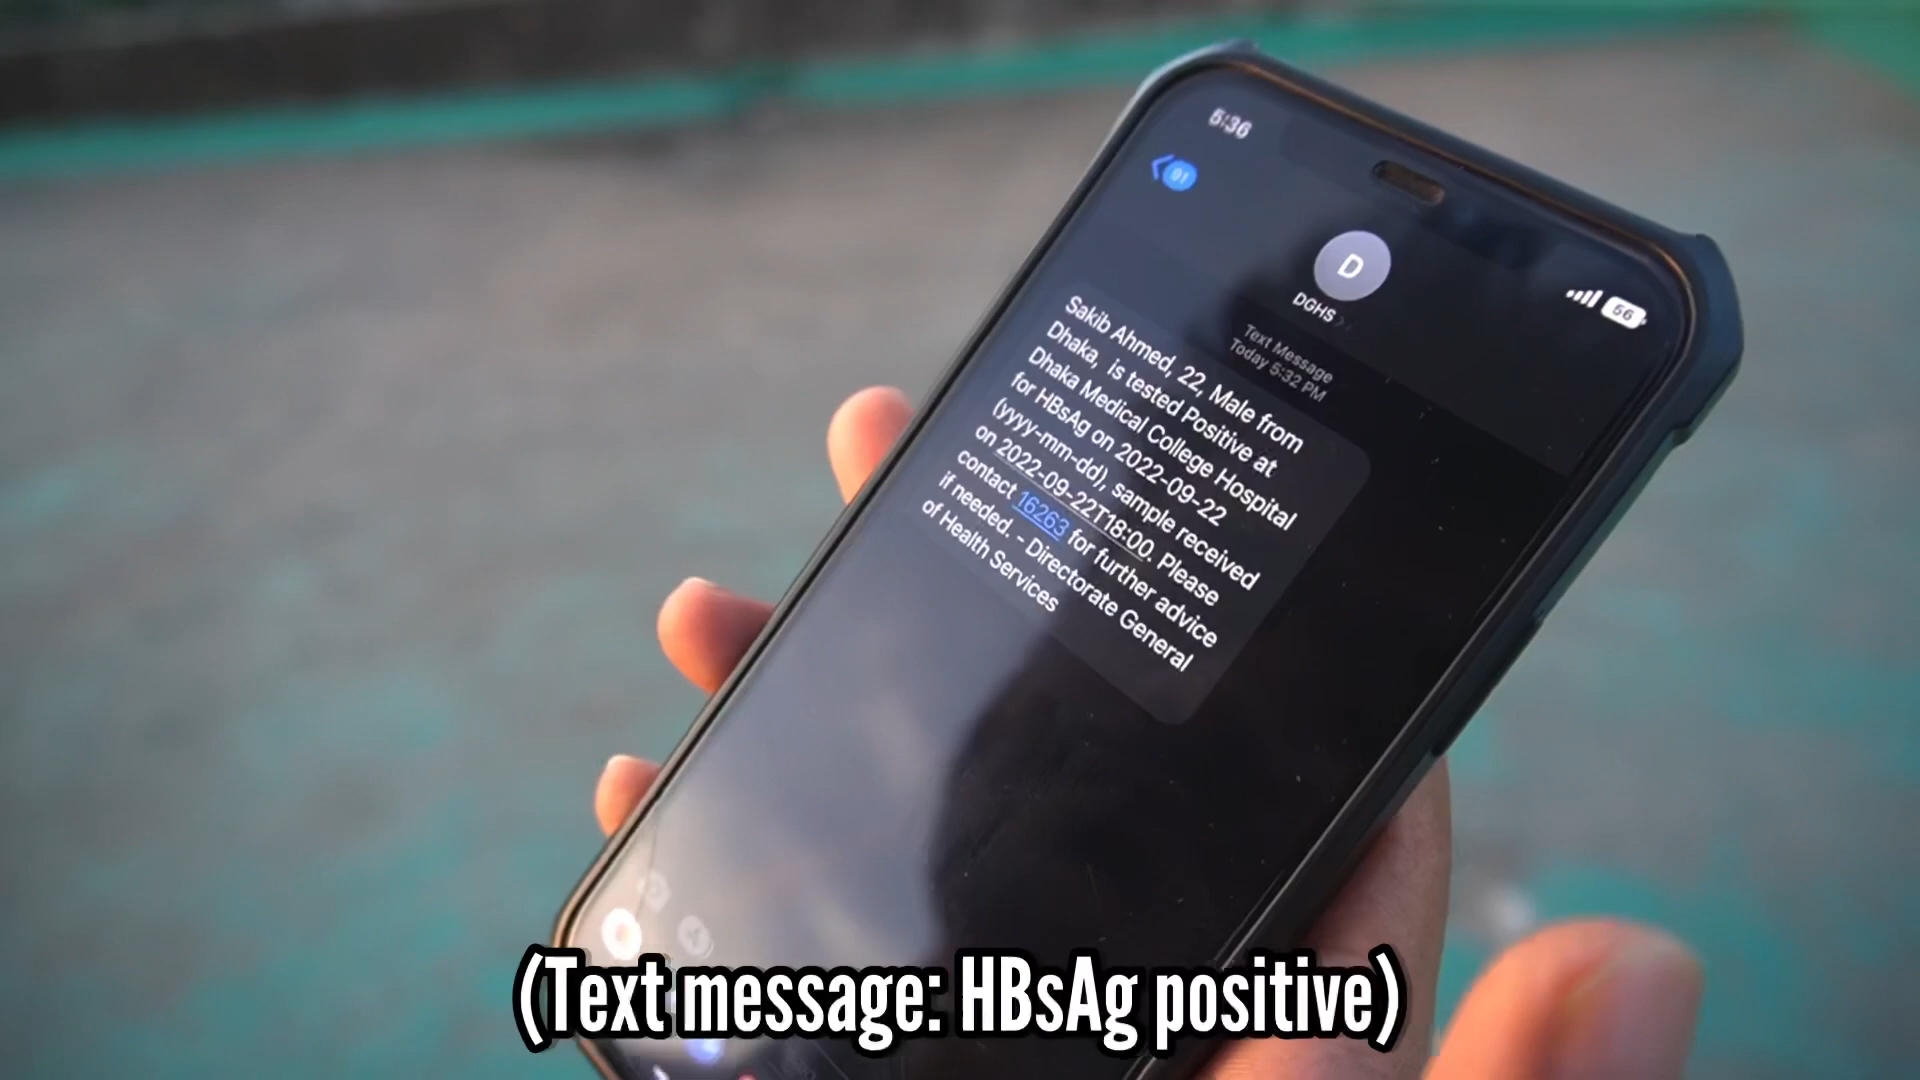 5:36
91
56
D
DGHS
Text Message
Today 5:32 PM
Sakib Ahmed, 22, Male from
Dhaka, is tested Positive at
Dhaka Medical College Hospital
for HBsAg on 2022-09-22
(yyyy-mm-dd), sample received
on 2022-09-22T18:00. Please
contact 16263 for further advice
if needed. - Directorate General
of Health Services
(Text message: HBsAg positive)